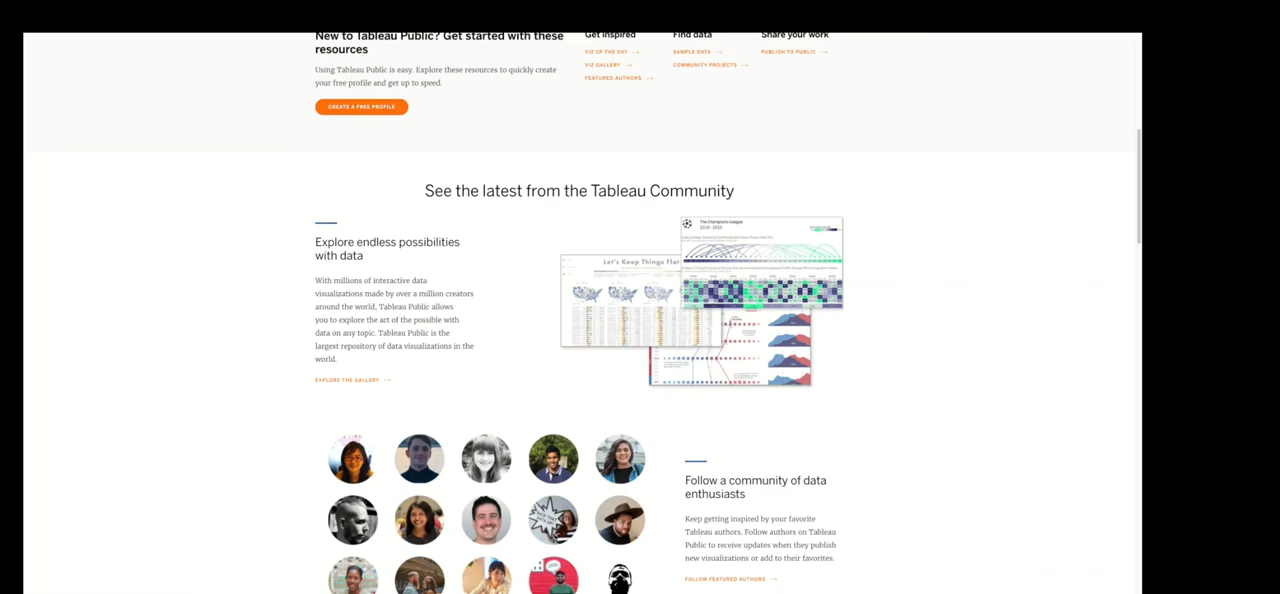 New to Tableau Public? Get started with these
resources
Using Tableau Public is easy. Explore these resources to quickly create
your free profile and get up to speed.
CREATE A FREE PROFILE
Get inspired
VIZ OF THE DAY →
VIZ GALLERY →
FEATURED AUTHORS →
Find data
SAMPLE DATA →
COMMUNITY PROJECTS →
Share your work
PUBLISH TO PUBLIC →
See the latest from the Tableau Community
Explore endless possibilities
with data
With millions of interactive data
visualizations made by over a million creators
around the world, Tableau Public allows
you to explore the art of the possible with
data on any topic. Tableau Public is the
largest repository of data visualizations in the
world.
EXPLORE THE GALLERY →
Let's Keep Things Flat
The Champions League
2018 - 2019
Follow a community of data
enthusiasts
Keep getting inspired by your favorite
Tableau authors. Follow authors on Tableau
Public to receive updates when they publish
new visualizations or add to their favorites.
FOLLOW FEATURED AUTHORS →